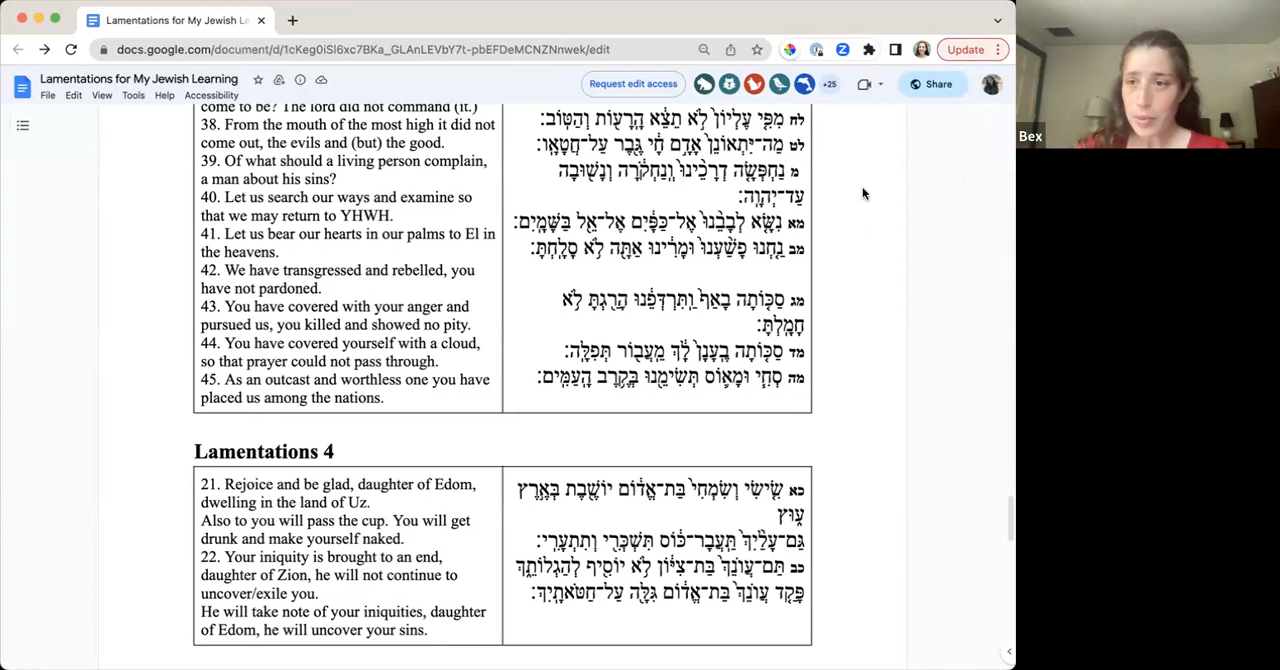 Lamentations for My Jewish Le
docs.google.com/document/d/1cKeg0iSl6xc7BKa_GLAnLEVbY7t-pbEFDeMCNZNnwek/edit
Update
Lamentations for My Jewish Learning
File Edit View Tools Help Accessibility
Request edit access
+25
Share
Bex
come to be? The lord did not command (it.)
38. From the mouth of the most high it did not
come out, the evils and (but) the good.
39. Of what should a living person complain,
a man about his sins?
40. Let us search our ways and examine so
that we may return to YHWH.
41. Let us bear our hearts in our palms to El in
the heavens.
42. We have transgressed and rebelled, you
have not pardoned.
43. You have covered with your anger and
pursued us, you killed and showed no pity.
44. You have covered yourself with a cloud,
so that prayer could not pass through.
45. As an outcast and worthless one you have
placed us among the nations.
לח מִפִּ֤י עֶלְיוֹן֙ לֹ֣א תֵצֵ֔א הָרָע֖וֹת וְהַטּֽוֹב׃
לט מַה־יִּתְאוֹנֵן֙ אָדָ֣ם חָ֔י גֶּ֖בֶר עַל־חֲטָאָֽו׃
מ נַחְפְּשָׂ֤ה דְרָכֵ֙ינוּ֙ וְֽנַחְקֹ֔רָה וְנָשׁ֖וּבָה
עַד־יְהוָֽה׃
מא נִשָּׂ֤א לְבָבֵ֙נוּ֙ אֶל־כַּפָּ֔יִם אֶל־אֵ֖ל בַּשָּׁמָֽיִם׃
מב נַ֤חְנוּ פָשַׁ֙עְנוּ֙ וּמָרִ֔ינוּ אַתָּ֖ה לֹ֥א סָלָֽחְתָּ׃
מג סַכּ֤וֹתָה בָאַף֙ וַֽתִּרְדְּפֵ֔נוּ הָרַ֖גְתָּ לֹ֥א
חָמָֽלְתָּ׃
מד סַכּ֤וֹתָה בֶֽעָנָן֙ לָ֔ךְ מֵעֲב֖וֹר תְּפִלָּֽה׃
מה סְחִ֧י וּמָא֛וֹס תְּשִׂימֵ֖נוּ בְּקֶ֥רֶב הָעַמִּֽים׃
Lamentations 4
21. Rejoice and be glad, daughter of Edom,
dwelling in the land of Uz.
Also to you will pass the cup. You will get
drunk and make yourself naked.
22. Your iniquity is brought to an end,
daughter of Zion, he will not continue to
uncover/exile you.
He will take note of your iniquities, daughter
of Edom, he will uncover your sins.
כא שִׂ֤ישִׂי וְשִׂמְחִי֙ בַּת־אֱד֔וֹם יוֹשֶׁ֖בֶת בְּאֶ֣רֶץ
ע֑וּץ
גַּם־עָלַ֙יִךְ֙ תַּעֲבָר־כּ֔וֹס תִּשְׁכְּרִ֖י וְתִתְעָרִֽי׃
כב תַּם־עֲוֹנֵךְ֙ בַּת־צִיּ֔וֹן לֹ֥א יוֹסִ֖יף לְהַגְלוֹתֵ֑ךְ
פָּקַ֤ד עֲוֹנֵךְ֙ בַּת־אֱד֔וֹם גִּלָּ֖ה עַל־חַטֹּאתָֽיִךְ׃